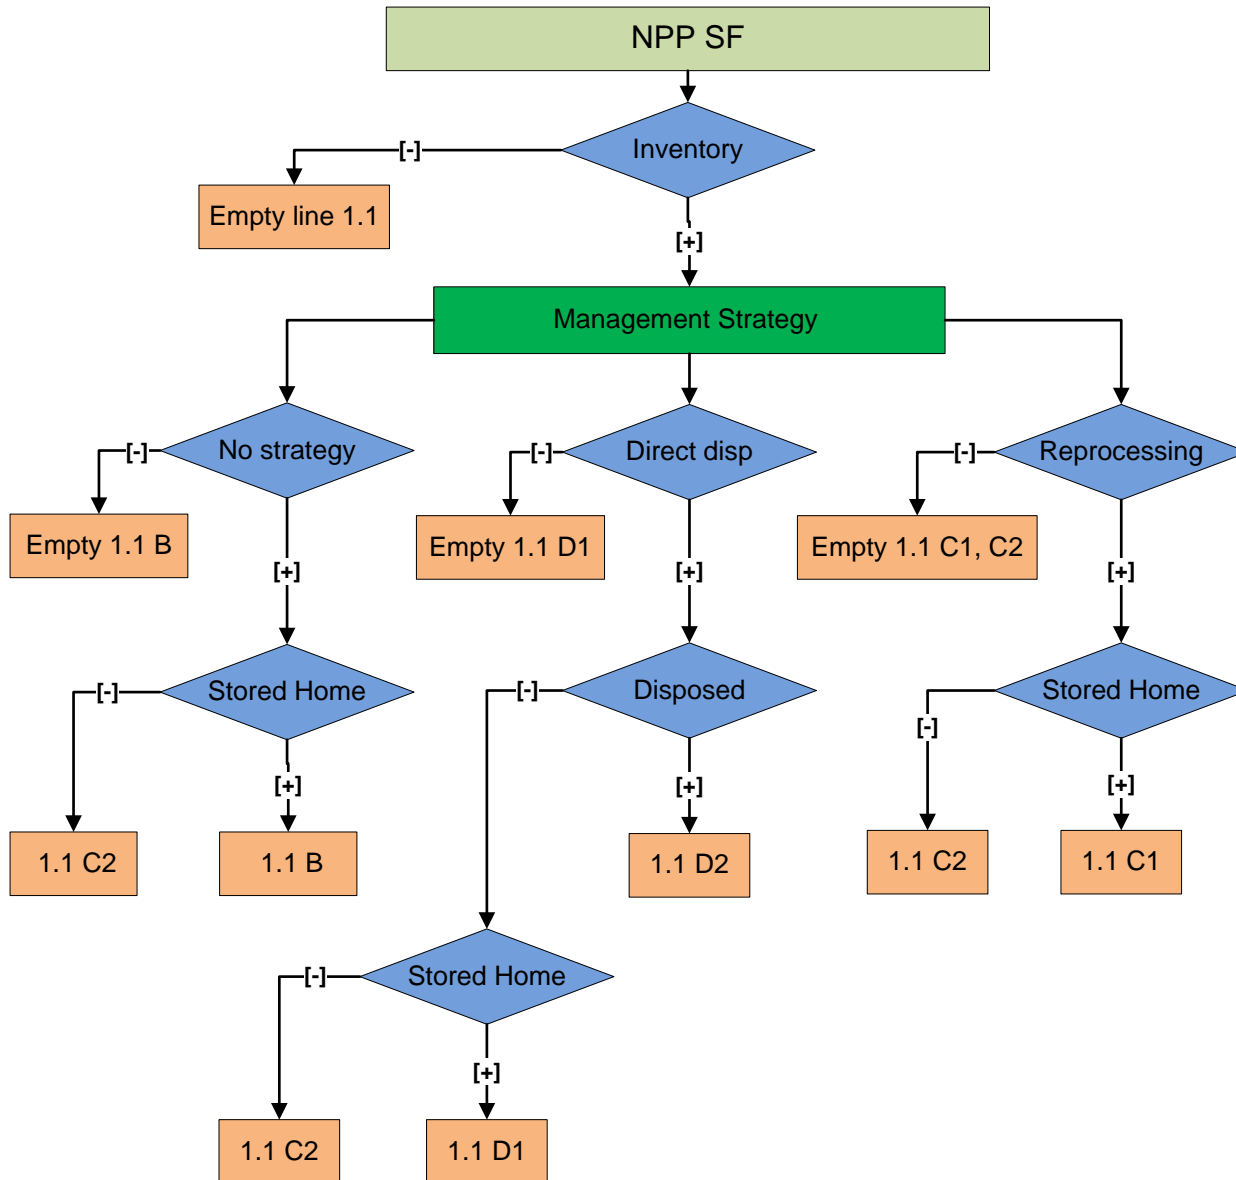 NPP SF
Inventory
[-]
Empty line 1.1
[+]
Management Strategy
No strategy
Direct disp
Reprocessing
[-]
[-]
[-]
Empty 1.1 B
Empty 1.1 D1
Empty 1.1 C1, C2
[+]
[+]
[+]
Stored Home
Disposed
Stored Home
[-]
[-]
[-]
[+]
[+]
[+]
1.1 C2
1.1 B
1.1 D2
1.1 C2
1.1 C1
Stored Home
[-]
[+]
1.1 C2
1.1 D1